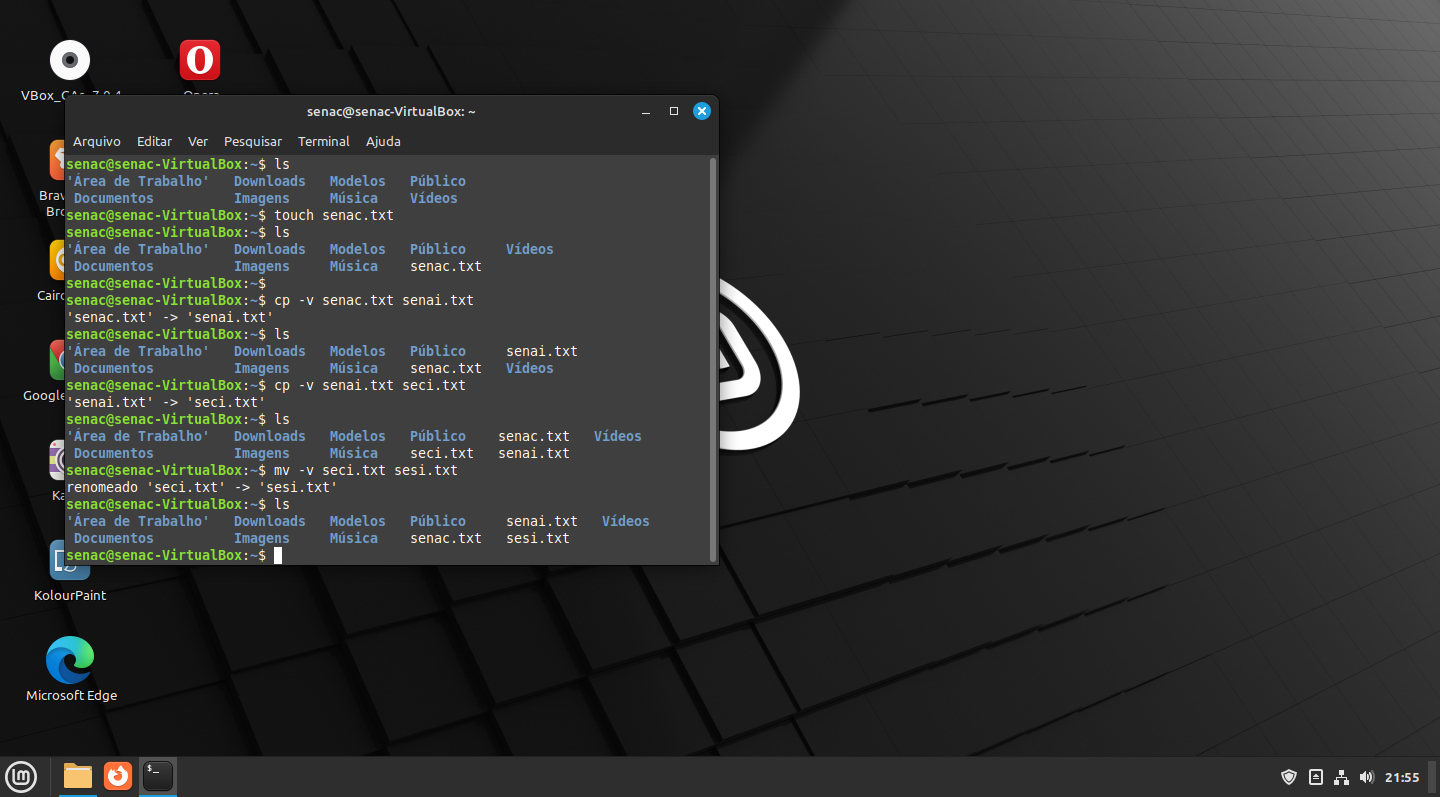 VBox_GAs_7.0.4
Opera
senac@senac-VirtualBox: ~
Arquivo Editar Ver Pesquisar Terminal Ajuda
senac@senac-VirtualBox:~$ ls
'Área de Trabalho' Downloads Modelos Público
Documentos Imagens Música Vídeos
senac@senac-VirtualBox:~$ touch senac.txt
senac@senac-VirtualBox:~$ ls
'Área de Trabalho' Downloads Modelos Público Vídeos
Documentos Imagens Música senac.txt
senac@senac-VirtualBox:~$
senac@senac-VirtualBox:~$ cp -v senac.txt senai.txt
'senac.txt' -> 'senai.txt'
senac@senac-VirtualBox:~$ ls
'Área de Trabalho' Downloads Modelos Público senai.txt
Documentos Imagens Música senac.txt Vídeos
senac@senac-VirtualBox:~$ cp -v senai.txt seci.txt
'senai.txt' -> 'seci.txt'
senac@senac-VirtualBox:~$ ls
'Área de Trabalho' Downloads Modelos Público senac.txt Vídeos
Documentos Imagens Música seci.txt senai.txt
senac@senac-VirtualBox:~$ mv -v seci.txt sesi.txt
renomeado 'seci.txt' -> 'sesi.txt'
senac@senac-VirtualBox:~$ ls
'Área de Trabalho' Downloads Modelos Público senai.txt Vídeos
Documentos Imagens Música senac.txt sesi.txt
senac@senac-VirtualBox:~$
Brav
Bro
Cairo
Google
Ka
KolourPaint
Microsoft Edge
21:55